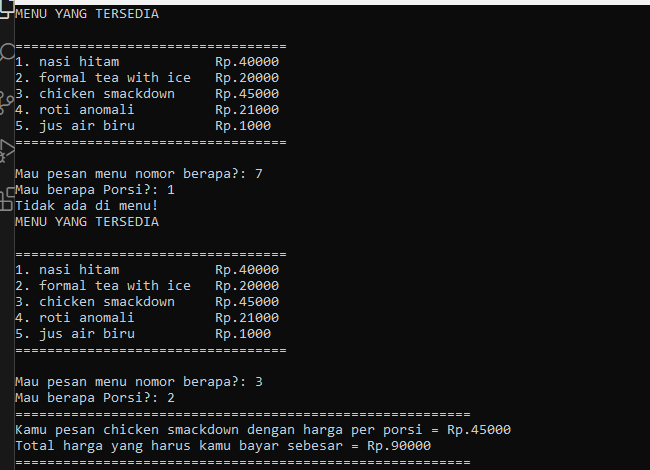 MENU YANG TERSEDIA
==================================
1. nasi hitam            Rp.40000
2. formal tea with ice   Rp.20000
3. chicken smackdown     Rp.45000
4. roti anomali          Rp.21000
5. jus air biru          Rp.1000
==================================
Mau pesan menu nomor berapa?: 7
Mau berapa Porsi?: 1
Tidak ada di menu!
MENU YANG TERSEDIA
==================================
1. nasi hitam            Rp.40000
2. formal tea with ice   Rp.20000
3. chicken smackdown     Rp.45000
4. roti anomali          Rp.21000
5. jus air biru          Rp.1000
==================================
Mau pesan menu nomor berapa?: 3
Mau berapa Porsi?: 2
=========================================================
Kamu pesan chicken smackdown dengan harga per porsi = Rp.45000
Total harga yang harus kamu bayar sebesar = Rp.90000
=========================================================